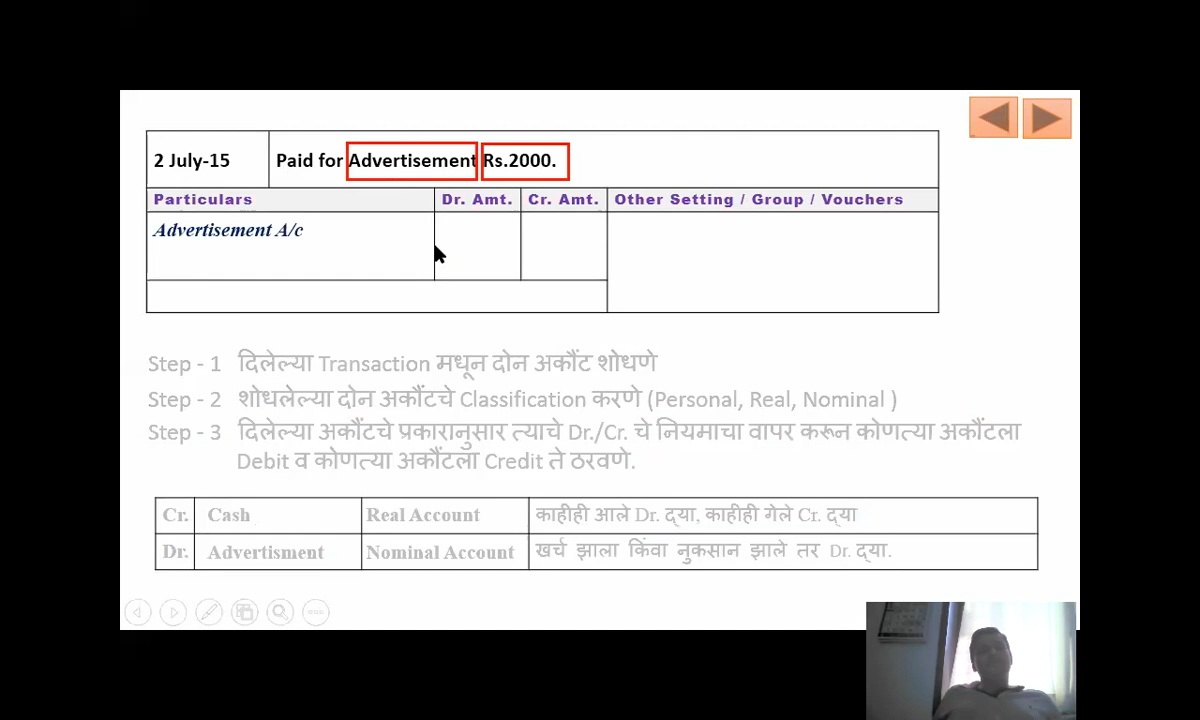 2 July-15 Paid for Advertisement Rs.2000.
Particulars Dr. Amt. Cr. Amt. Other Setting / Group / Vouchers
Advertisement A/c
Step - 1 दिलेल्या Transaction मधून दोन अकौंट शोधणे
Step - 2 शोधलेल्या दोन अकौंटचे Classification करणे (Personal, Real, Nominal )
Step - 3 दिलेल्या अकौंटचे प्रकारानुसार त्याचे Dr./Cr. चे नियमाचा वापर करून कोणत्या अकौंटला
Debit व कोणत्या अकौंटला Credit ते ठरवणे.
Cr. Cash Real Account काहीही आले Dr. द्या, काहीही गेले Cr. द्या
Dr. Advertisment Nominal Account खर्च झाला किंवा नुकसान झाले तर Dr. द्या.